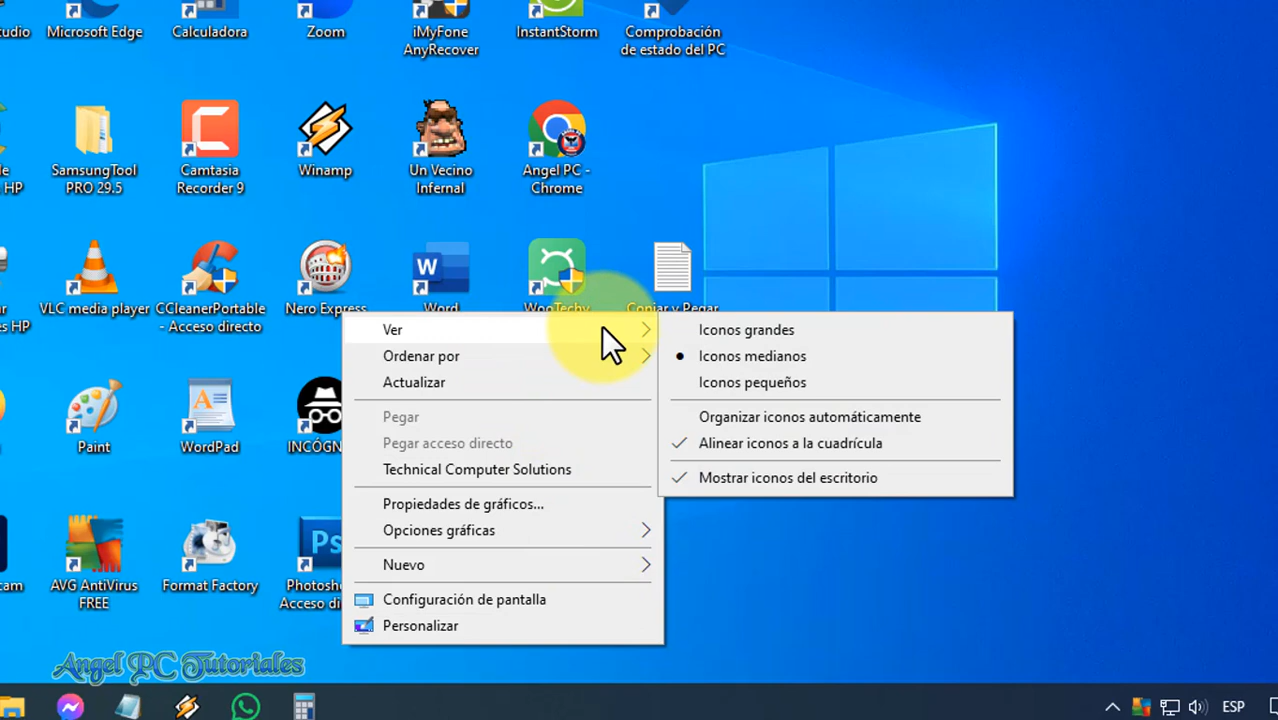 Microsoft Edge
Calculadora
Zoom
iMyFone
AnyRecover
InstantStorm
Comprobación
de estado del PC
HP
SamsungTool
PRO 29.5
Camtasia
Recorder 9
Winamp
Un Vecino
Infernal
Angel PC -
Chrome
HP
VLC media player
CCleanerPortable
- Acceso directo
Nero Express
Word
WooTechy
Copiar y Pegar
Paint
WordPad
INCÓGN
AVG AntiVirus
FREE
Format Factory
Ps
Photosh
Acceso di
Ver
Ordenar por
Actualizar
Pegar
Pegar acceso directo
Technical Computer Solutions
Propiedades de gráficos...
Opciones gráficas
Nuevo
Configuración de pantalla
Personalizar
Iconos grandes
Iconos medianos
Iconos pequeños
Organizar iconos automáticamente
Alinear iconos a la cuadrícula
Mostrar iconos del escritorio
Angel PC Tutoriales
ESP